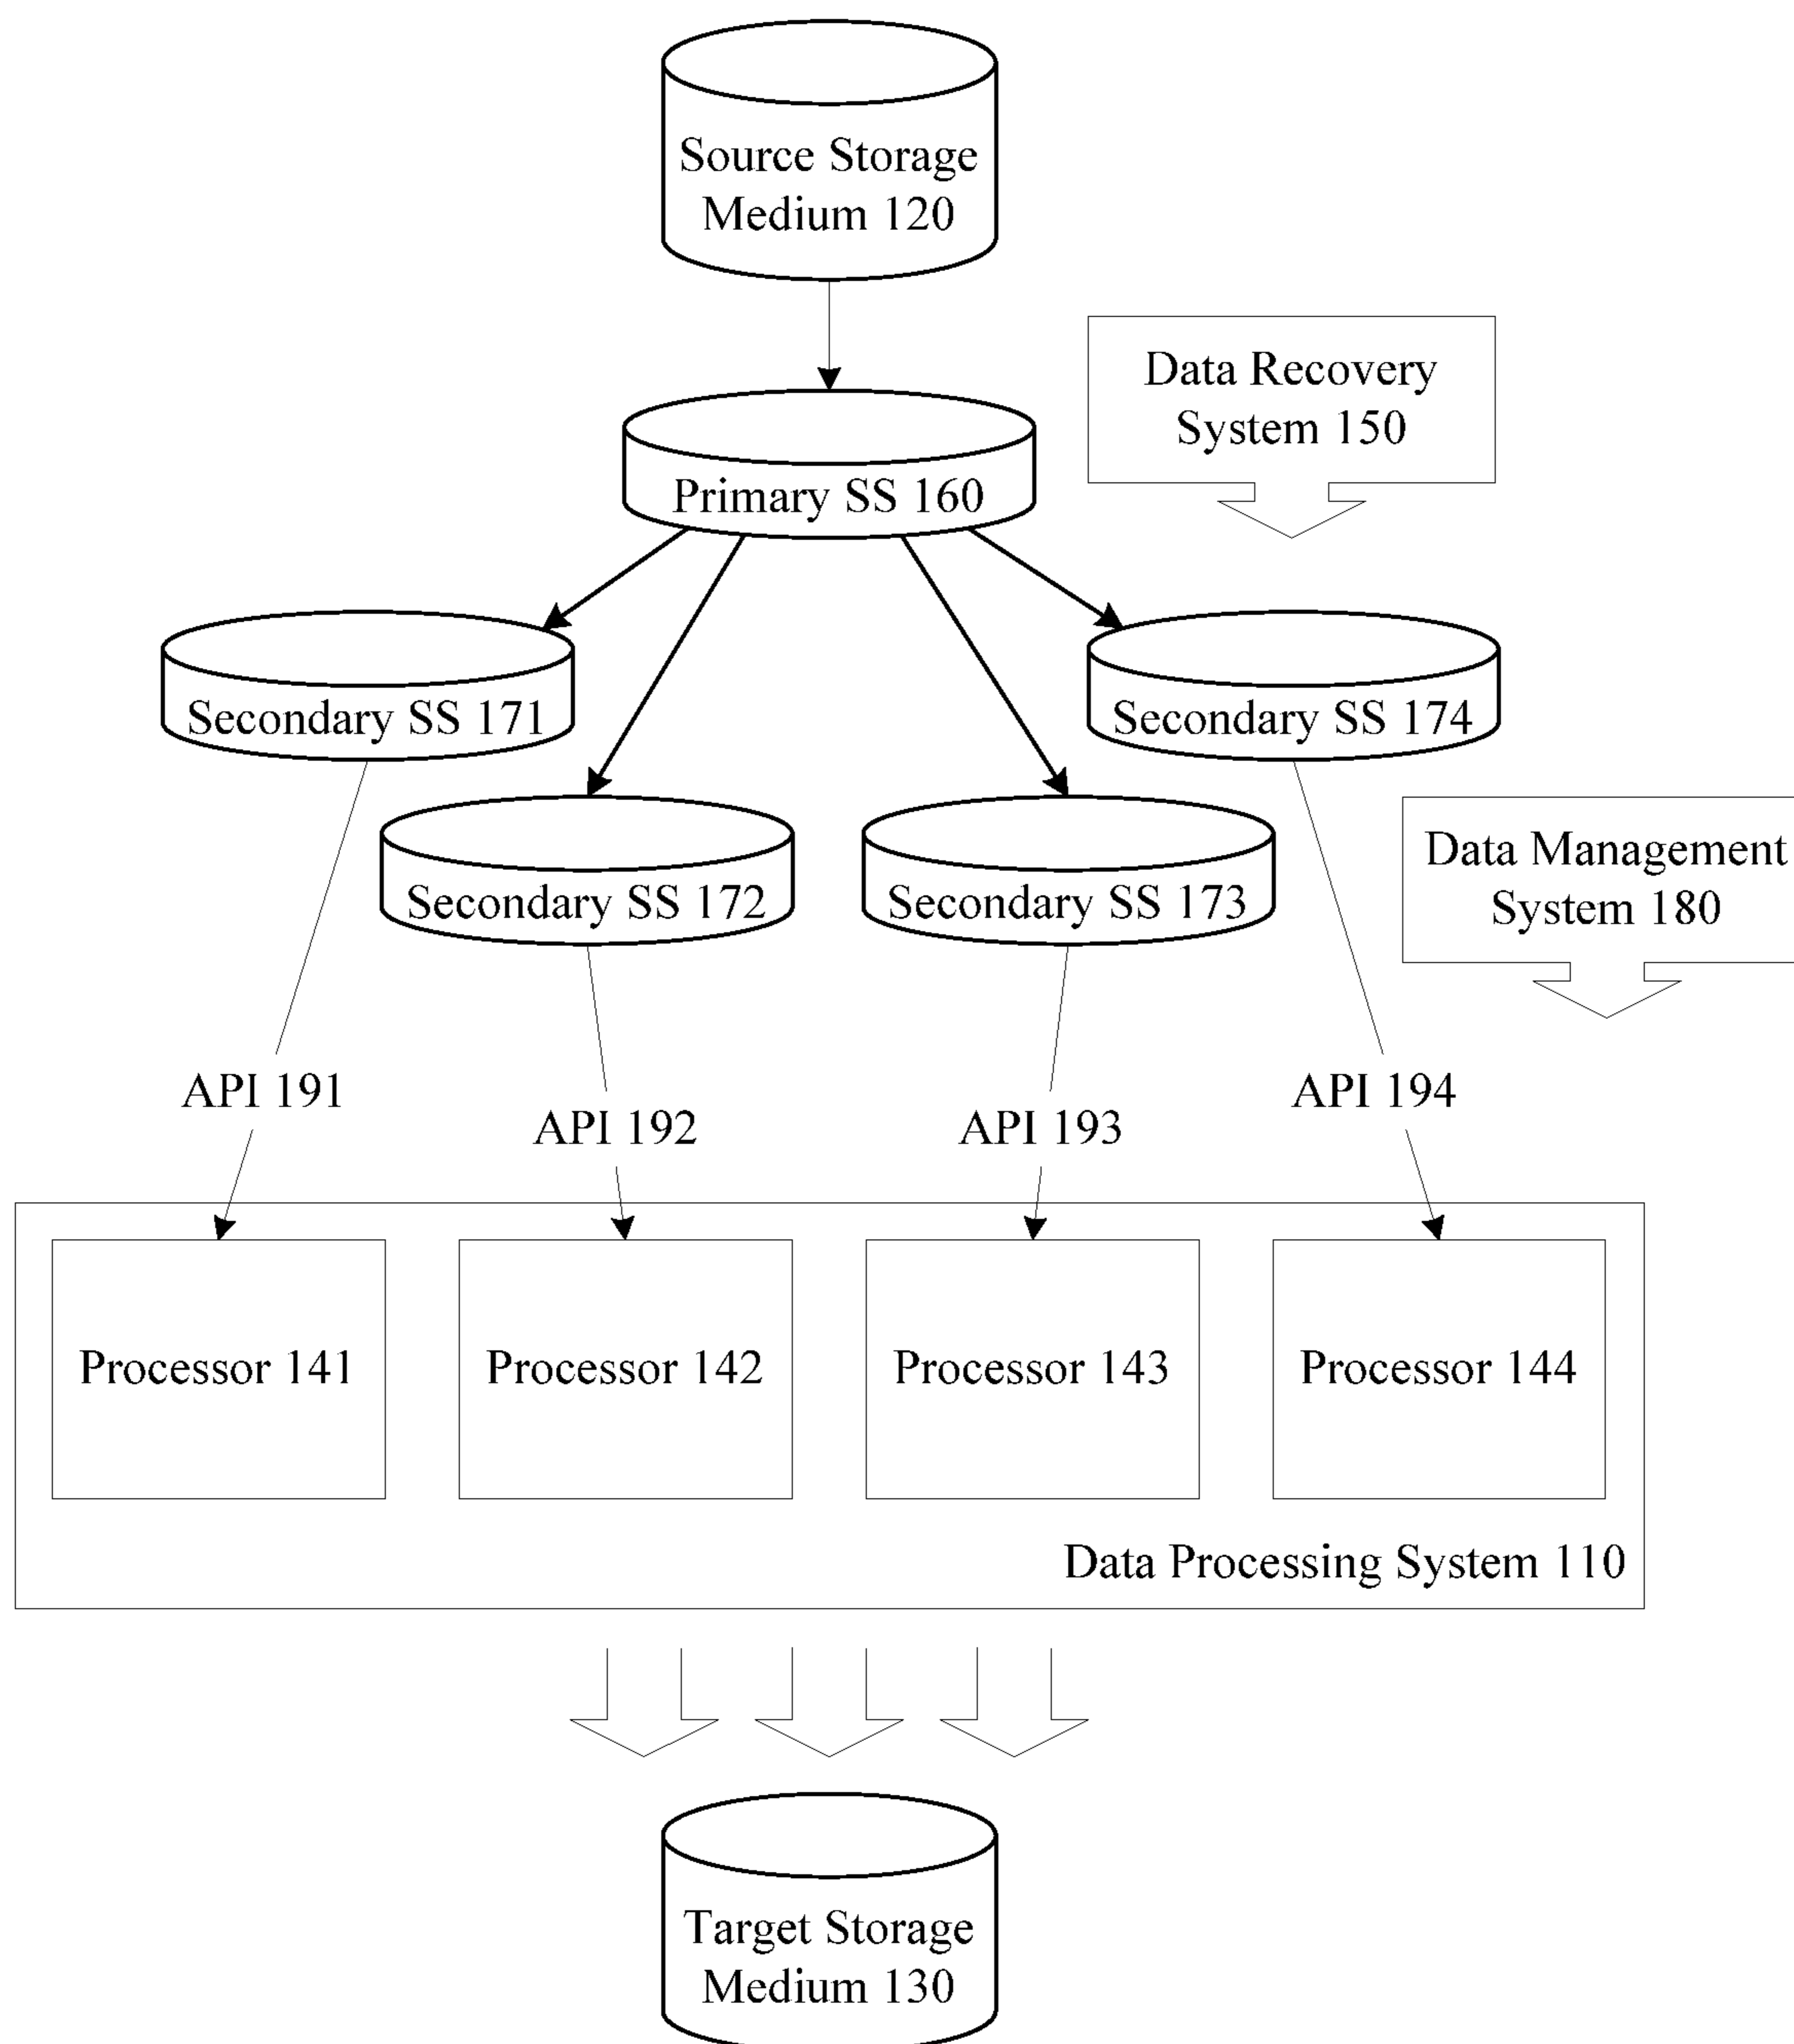 Source Storage
Medium 120
Data Recovery
System 150
Primary SS 160
Secondary SS 171
Secondary SS 174
Secondary SS 172
Secondary SS 173
Data Management
System 180
API 191
API 192
API 193
API 194
Processor 141
Processor 142
Processor 143
Processor 144
Data Processing System 110
Target Storage
Medium 130